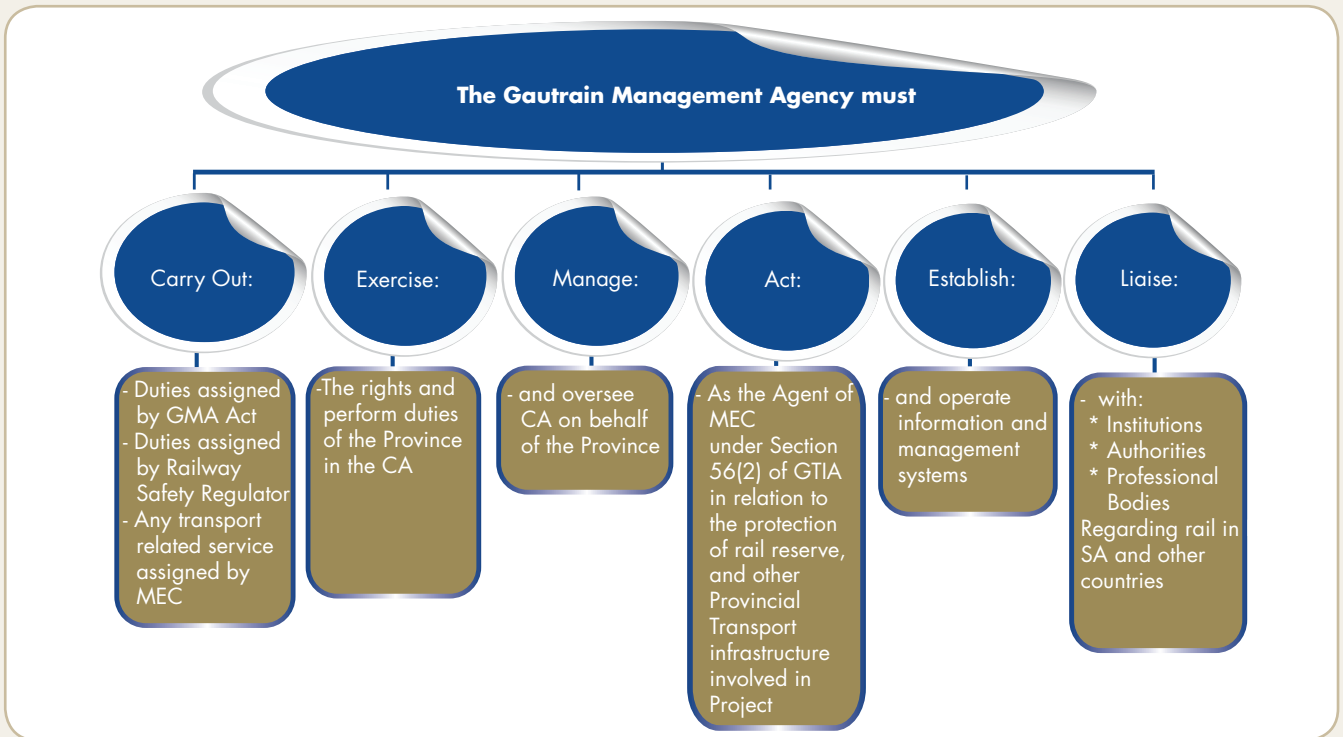 The Gautrain Management Agency must
Carry Out:
Exercise:
Manage:
Act:
Establish:
Liaise:
- Duties assigned
by GMA Act
- Duties assigned
by Railway
Safety Regulator
- Any transport
related service
assigned by
MEC
-The rights and
perform duties
of the Province
in the CA
- and oversee
CA on behalf
of the Province
- As the Agent of
MEC
under Section
56(2) of GTIA
in relation to
the protection
of rail reserve,
and other
Provincial
Transport
infrastructure
involved in
Project
- and operate
information and
management
systems
- with:
* Institutions
* Authorities
* Professional
Bodies
Regarding rail in
SA and other
countries